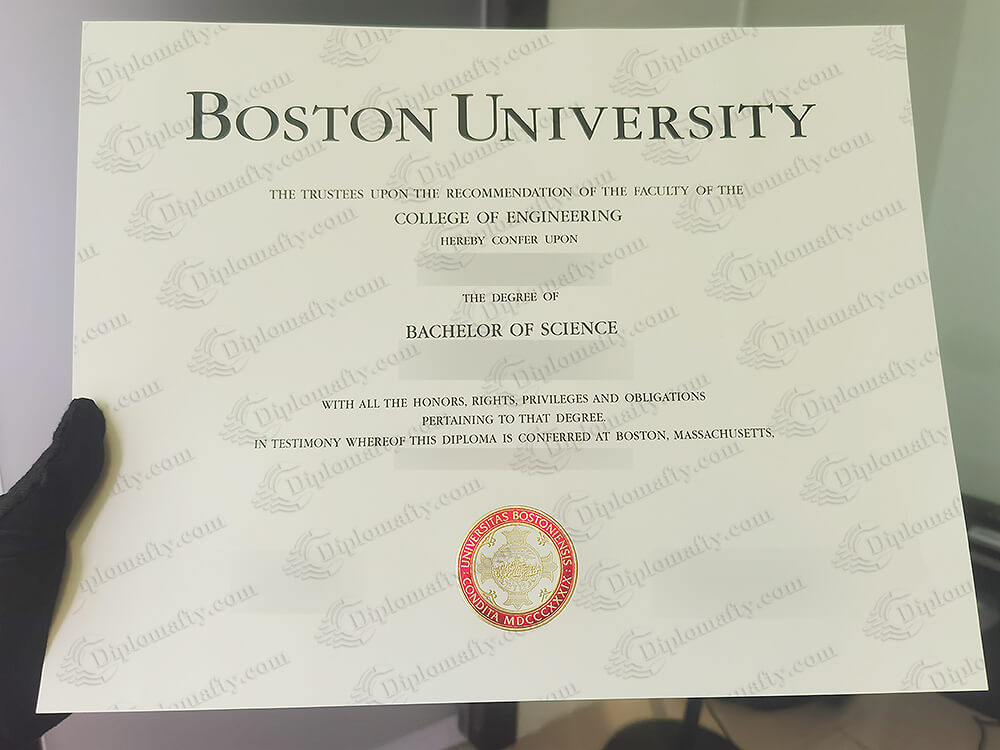 BOSTON UNIVERSITY
THE TRUSTEES UPON THE RECOMMENDATION OF THE FACULTY OF THE
COLLEGE OF ENGINEERING
HEREBY CONFER UPON
THE DEGREE OF
BACHELOR OF SCIENCE
WITH ALL THE HONORS, RIGHTS, PRIVILEGES AND OBLIGATIONS
PERTAINING TO THAT DEGREE.
IN TESTIMONY WHEREOF THIS DIPLOMA IS CONFERRED AT BOSTON, MASSACHUSETTS,
UNIVERSITAS BOSTONIENSIS
CONDITA MDCCCXXXIX
Diplomafty.com